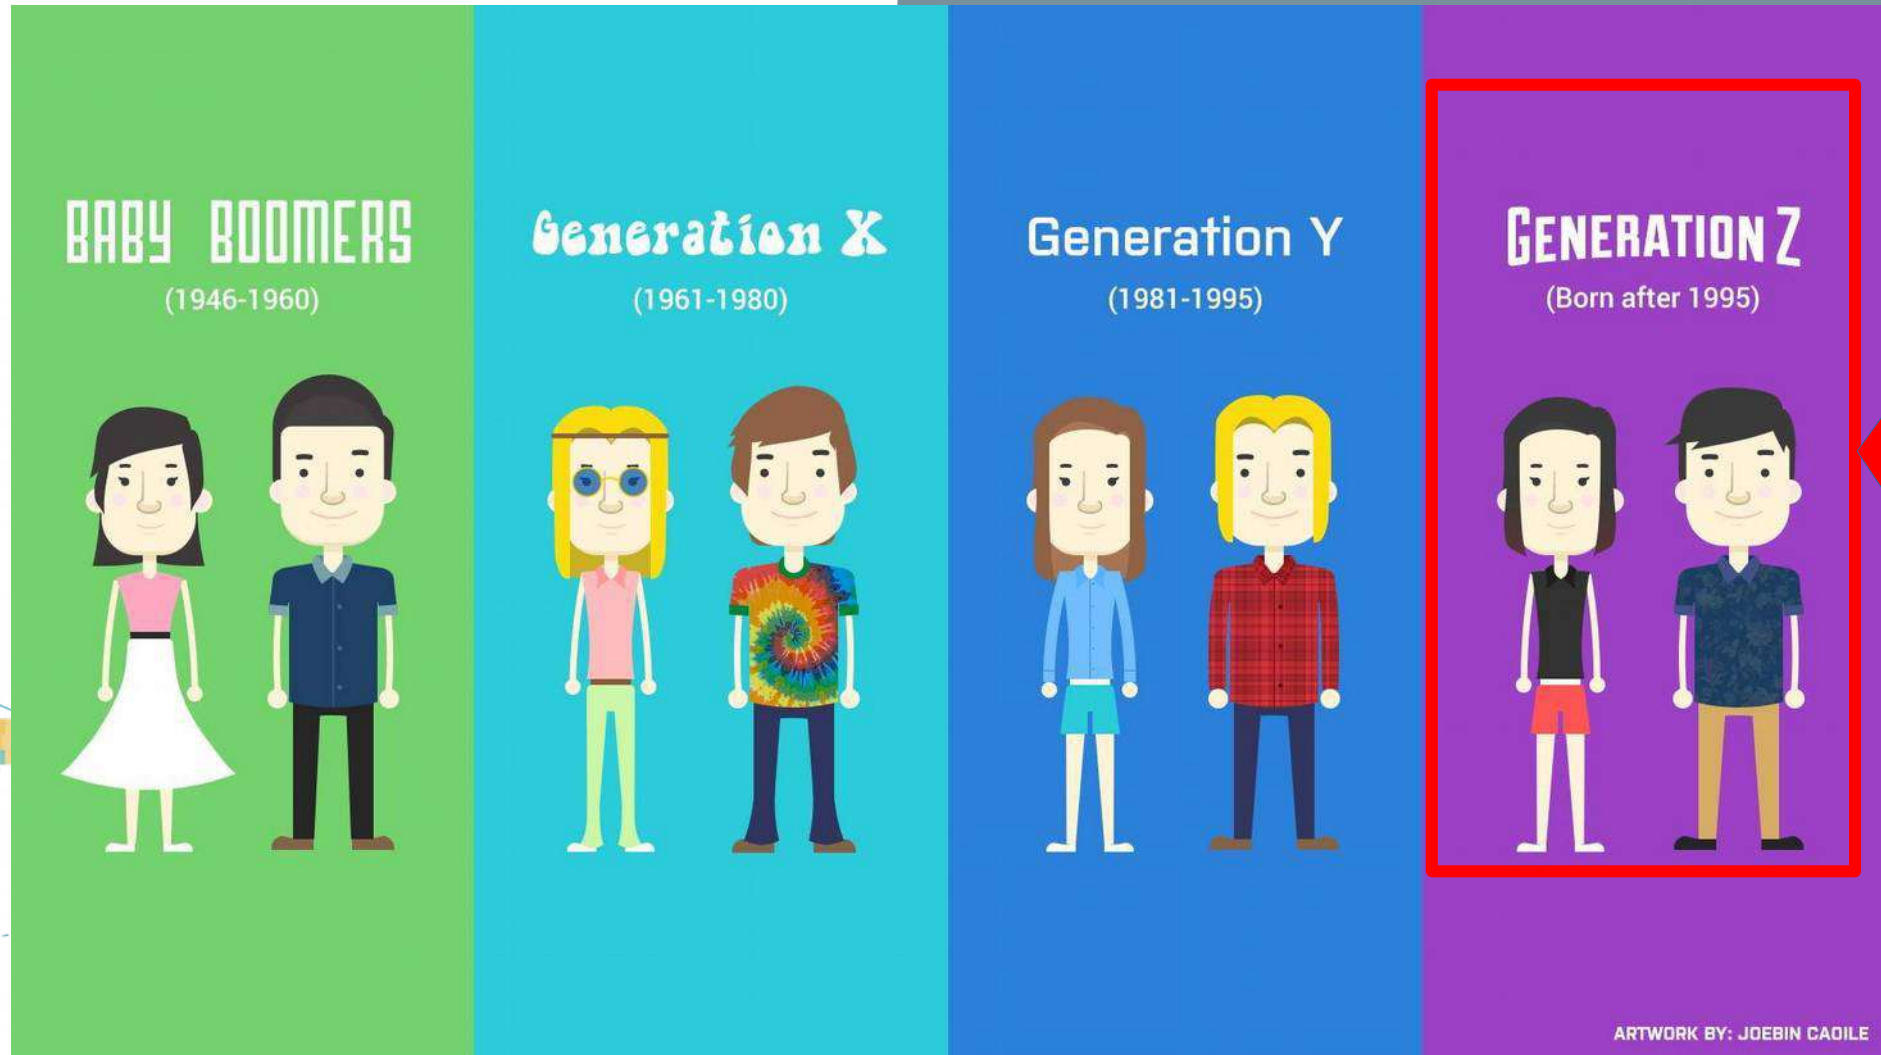 BABY BOOMERS
(1946-1960)
Generation X
(1961-1980)
Generation Y
(1981-1995)
GENERATION Z
(Born after 1995)
ARTWORK BY: JOEBIN CAOILE